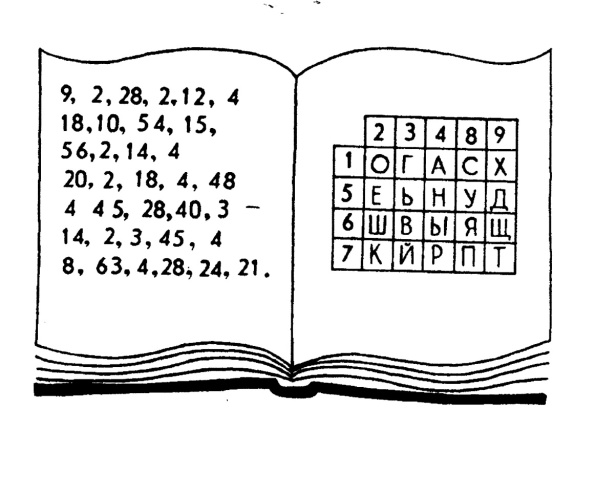 9, 2, 28, 2, 12, 4
18, 10, 54, 15,
56, 2, 14, 4
20, 2, 18, 4, 48
4 45, 28, 40, 3 –
14, 2, 3, 45, 4
8, 63, 4, 28, 24, 21.
2 3 4 8 9
1 О Г А С Х
5 Е Ь Н У Д
6 Ш В Ы Я Щ
7 К Й Р П Т